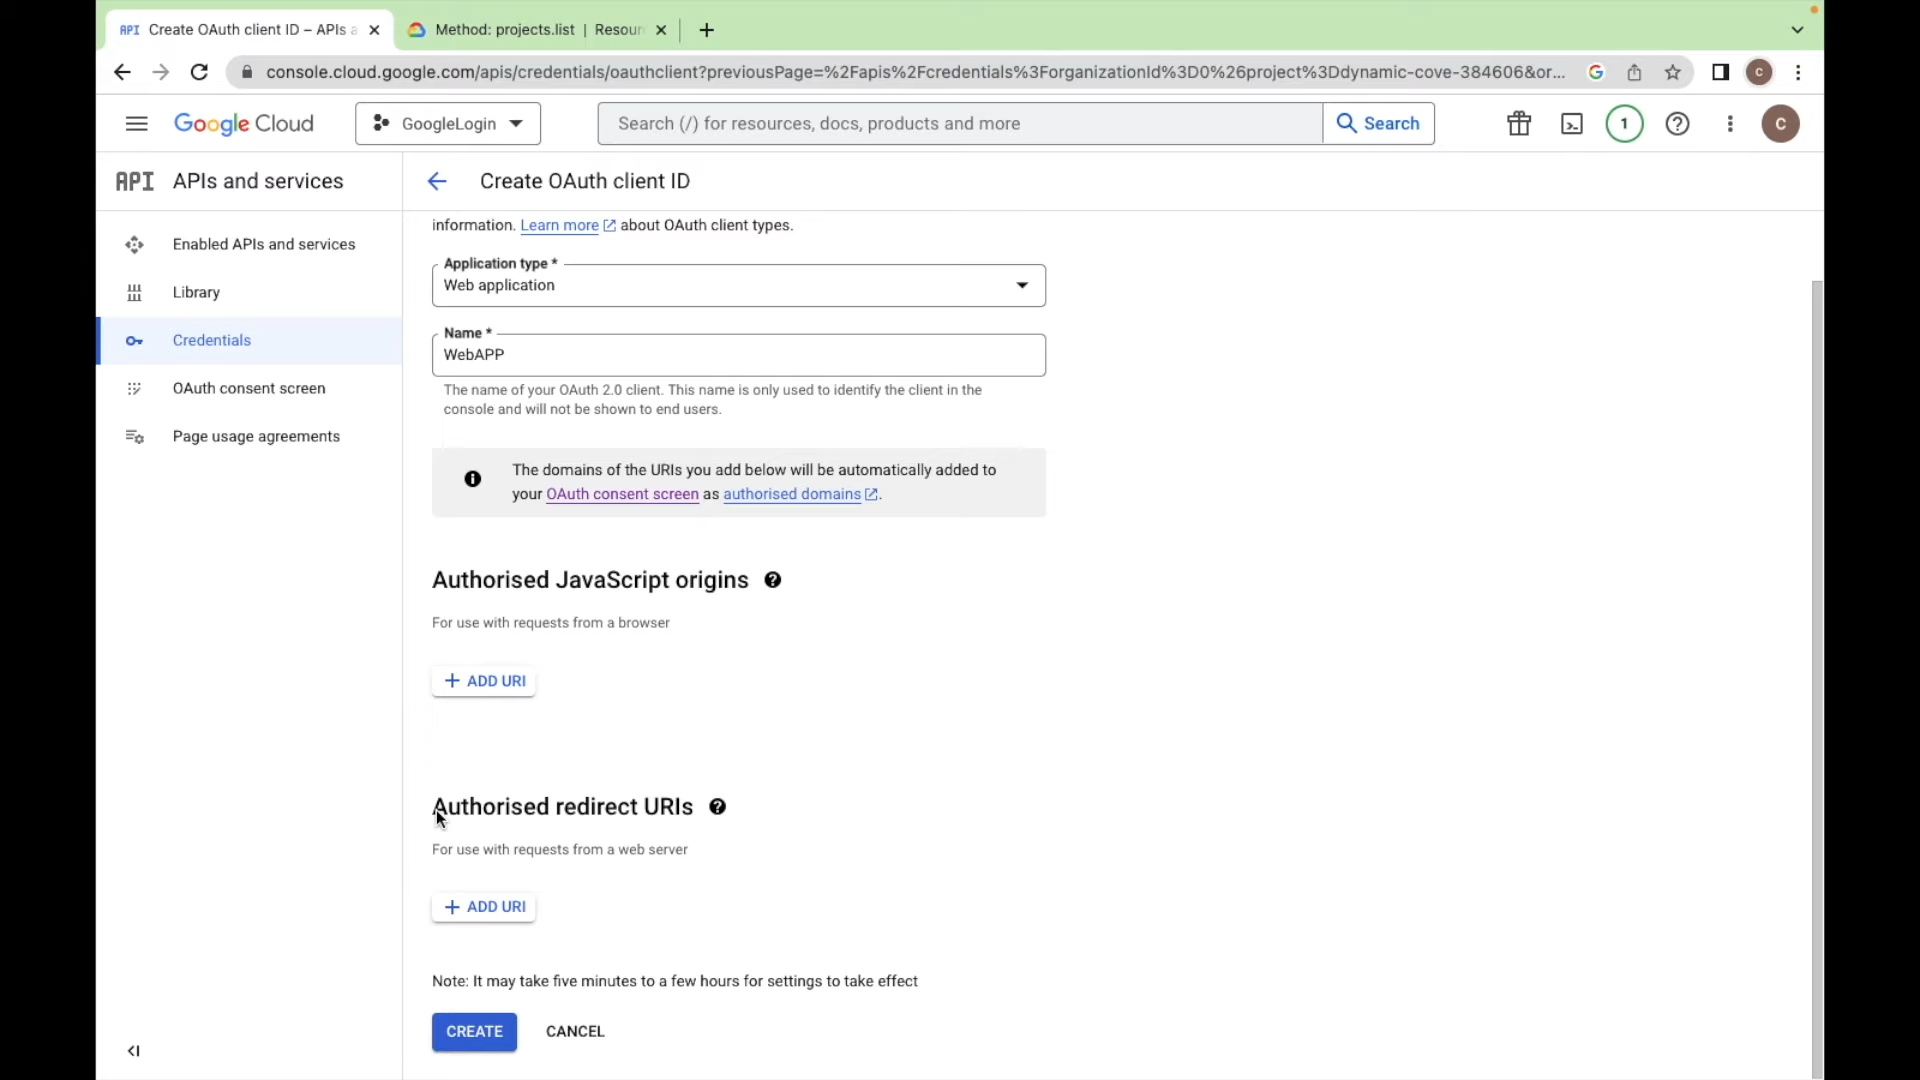 API Create OAuth client ID – APIs a
Method: projects.list | Resour
console.cloud.google.com/apis/credentials/oauthclient?previousPage=%2Fapis%2Fcredentials%3ForganizationId%3D0%26project%3Ddynamic-cove-384606&or...
C
Google Cloud
GoogleLogin
Search (/) for resources, docs, products and more
Search
1
C
API APIs and services
Create OAuth client ID
Enabled APIs and services
Library
Credentials
OAuth consent screen
Page usage agreements
information. Learn more about OAuth client types.
Application type *
Web application
Name *
WebAPP
The name of your OAuth 2.0 client. This name is only used to identify the client in the
console and will not be shown to end users.
The domains of the URIs you add below will be automatically added to
your OAuth consent screen as authorised domains.
Authorised JavaScript origins
For use with requests from a browser
+ ADD URI
Authorised redirect URIs
For use with requests from a web server
+ ADD URI
Note: It may take five minutes to a few hours for settings to take effect
CREATE
CANCEL